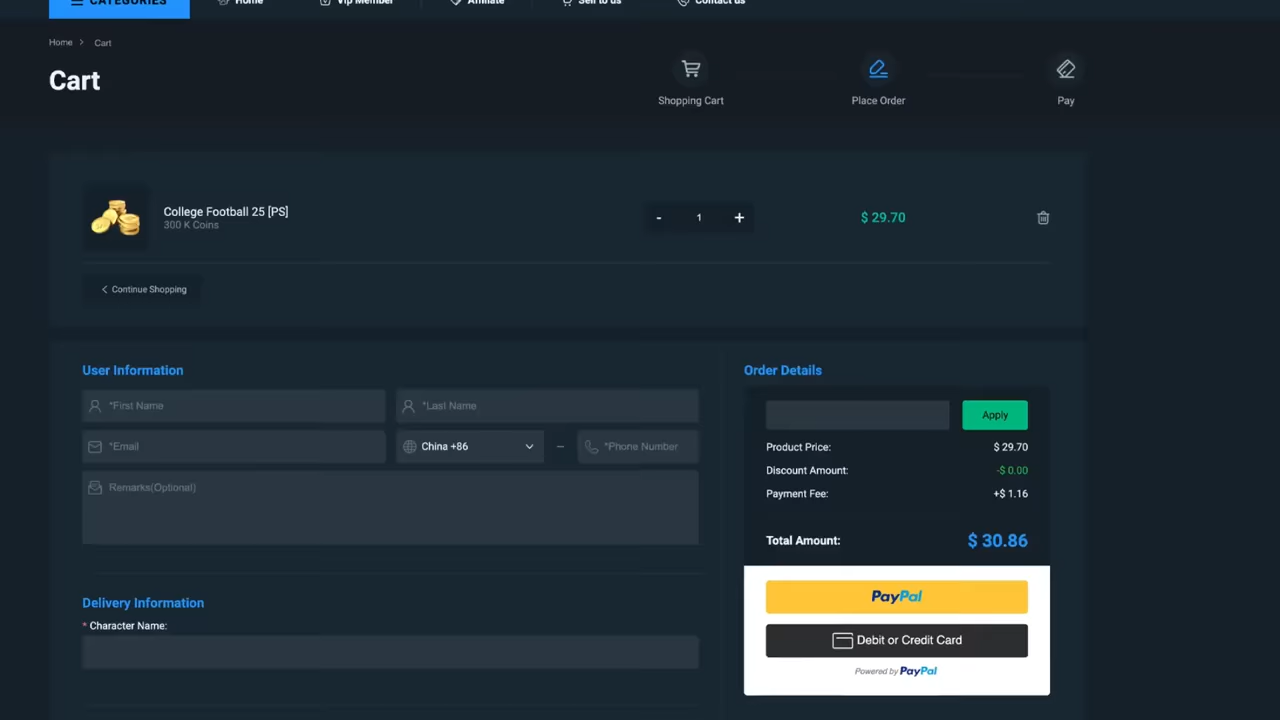 CATEGORIES
Home
Vip Member
Affiliate
Sell to us
Contact us
Home > Cart
Cart
Shopping Cart
Place Order
Pay
College Football 25 [PS]
300 K Coins
- 1 +
$ 29.70
< Continue Shopping
User Information
*First Name
*Last Name
*Email
China +86
–
*Phone Number
Remarks(Optional)
Delivery Information
* Character Name:
Order Details
Apply
Product Price: $ 29.70
Discount Amount: -$ 0.00
Payment Fee: +$ 1.16
Total Amount: $ 30.86
PayPal
Debit or Credit Card
Powered by PayPal